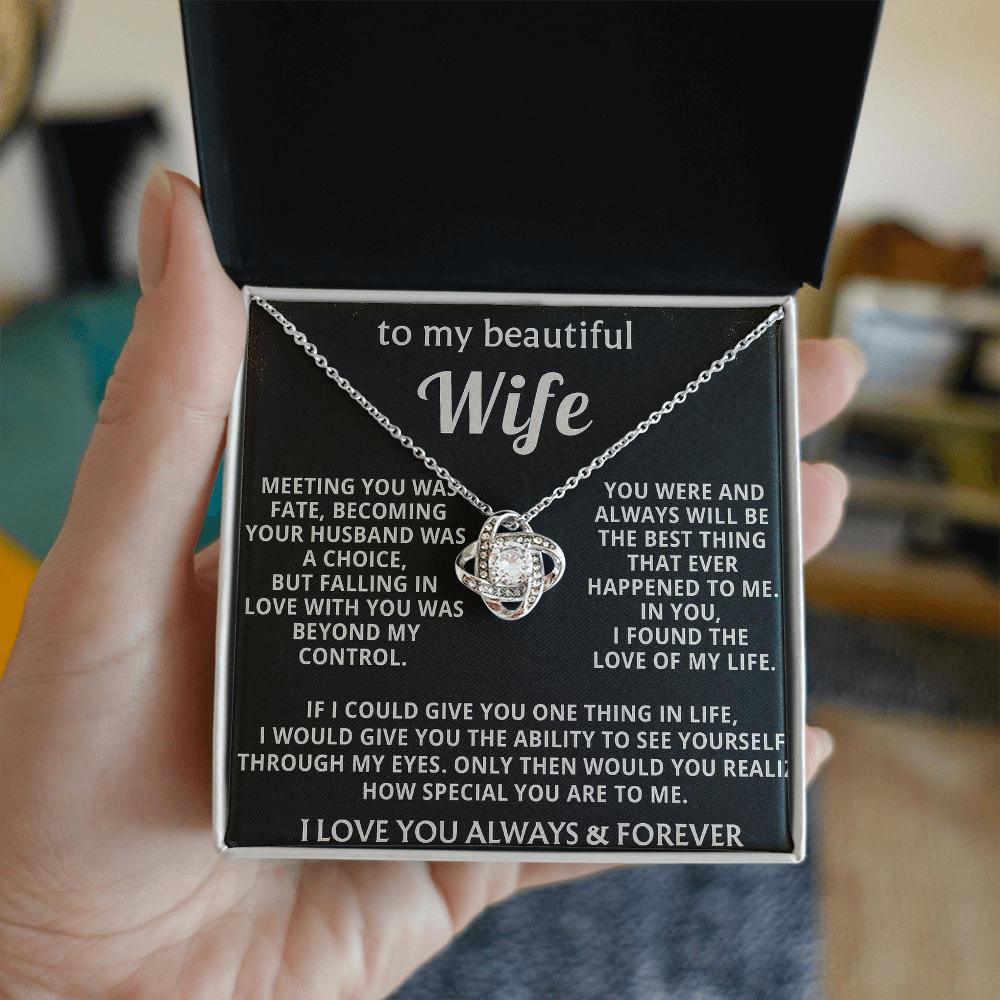 to my beautiful
Wife
MEETING YOU WAS
FATE, BECOMING
YOUR HUSBAND WAS
A CHOICE,
BUT FALLING IN
LOVE WITH YOU WAS
BEYOND MY
CONTROL.
YOU WERE AND
ALWAYS WILL BE
THE BEST THING
THAT EVER
HAPPENED TO ME.
IN YOU,
I FOUND THE
LOVE OF MY LIFE.
IF I COULD GIVE YOU ONE THING IN LIFE,
I WOULD GIVE YOU THE ABILITY TO SEE YOURSELF
THROUGH MY EYES. ONLY THEN WOULD YOU REALIZ
HOW SPECIAL YOU ARE TO ME.
I LOVE YOU ALWAYS & FOREVER